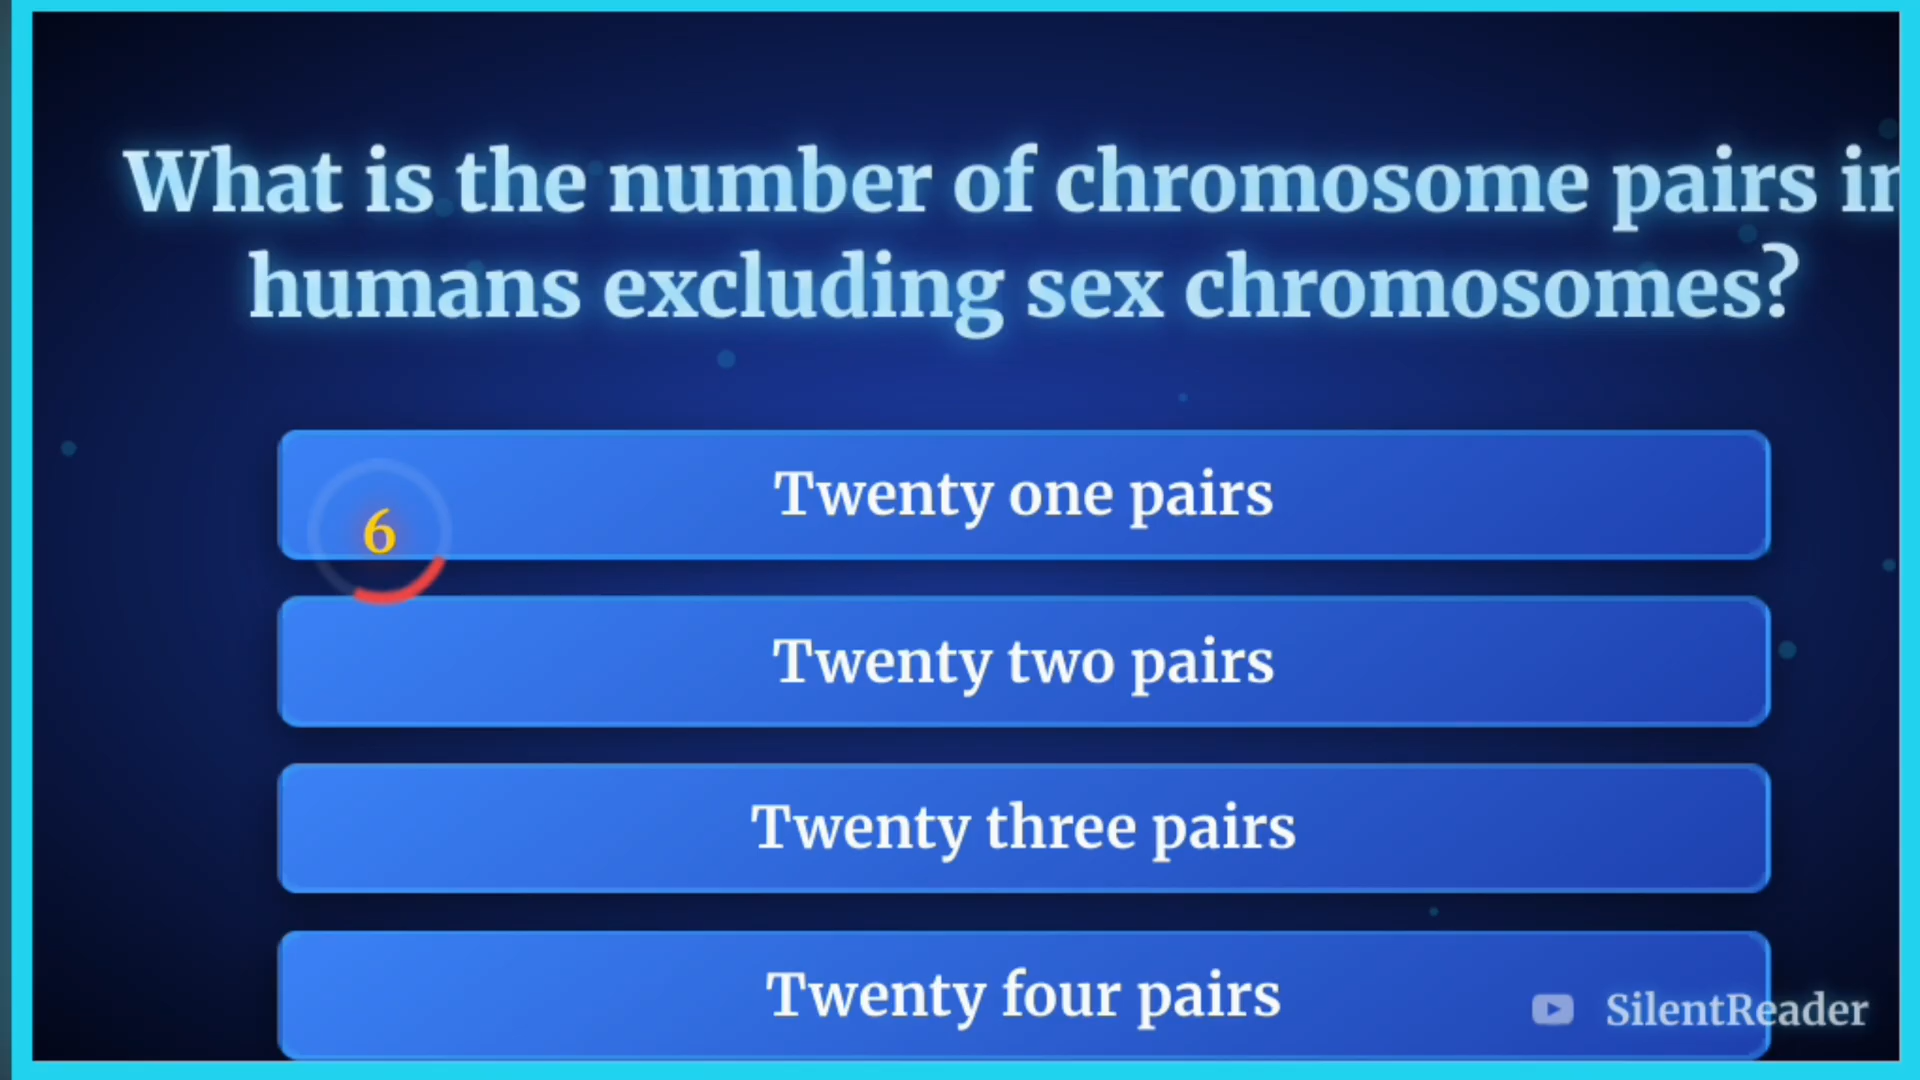 What is the number of chromosome pairs in
humans excluding sex chromosomes?
Twenty one pairs
6
Twenty two pairs
Twenty three pairs
Twenty four pairs
SilentReader